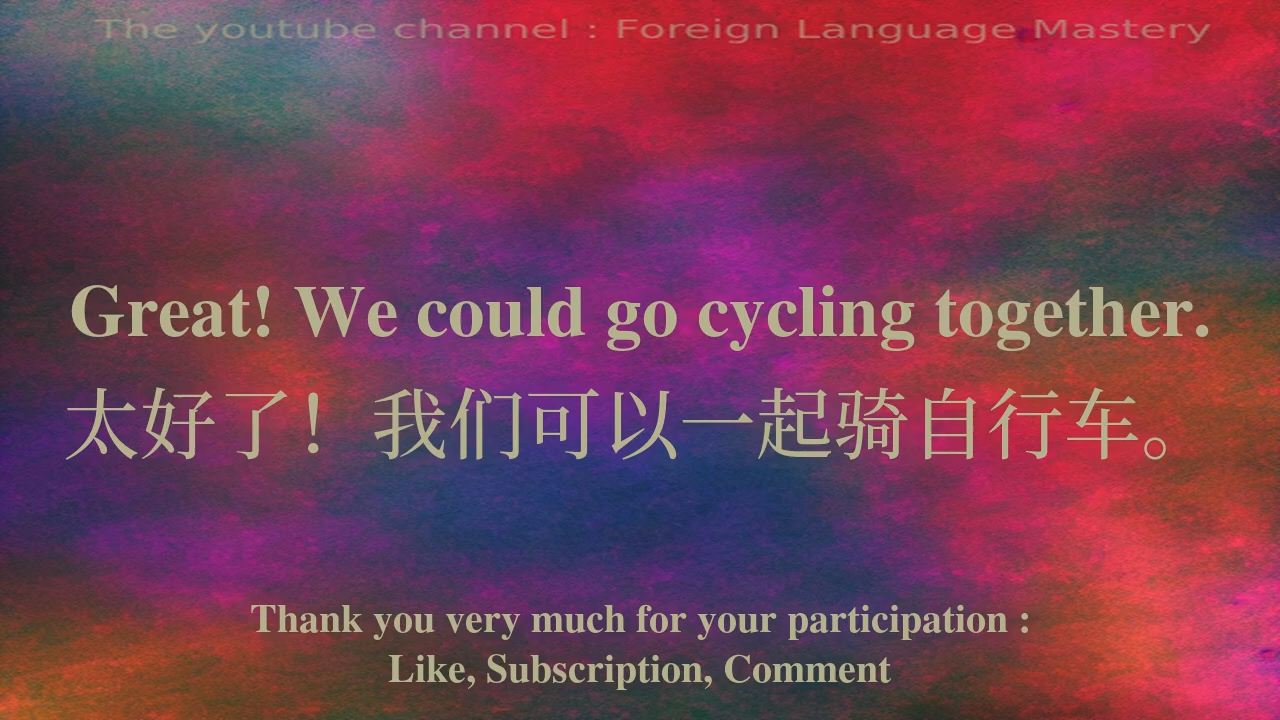 The youtube channel : Foreign Language Mastery
Great! We could go cycling together.
太好了！我们可以一起骑自行车。
Thank you very much for your participation :
Like, Subscription, Comment